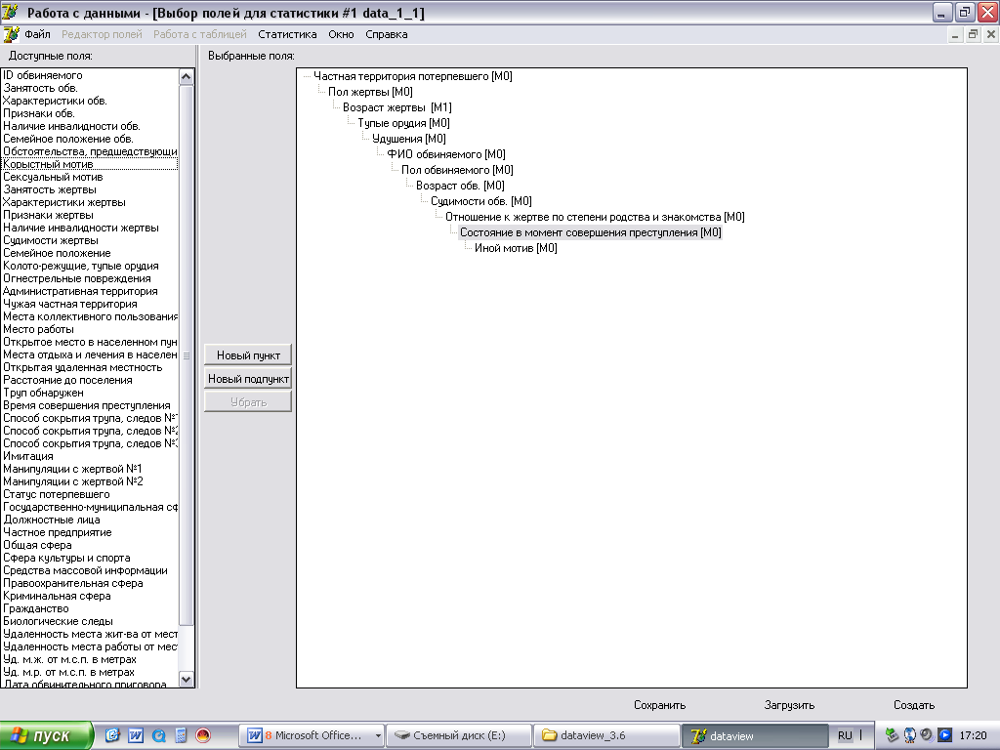 Работа с данными - [Выбор полей для статистики #1 data_1_1]
Файл Редактор полей Работа с таблицей Статистика Окно Справка
Доступные поля:
Выбранные поля:
ID обвиняемого
Занятость обв.
Характеристики обв.
Признаки обв.
Наличие инвалидности обв.
Семейное положение обв.
Обстоятельства, предшедствующи
Корыстный мотив
Сексуальный мотив
Занятость жертвы
Характеристики жертвы
Признаки жертвы
Наличие инвалидности жертвы
Судимости жертвы
Семейное положение
Колото-режущие, тупые орудия
Огнестрельные повреждения
Административная территория
Чужая частная территория
Места коллективного пользования
Место работы
Открытое место в населенном пун
Места отдыха и лечения в населен
Открытая удаленная местность
Расстояние до поселения
Труп обнаружен
Время совершения преступления
Способ сокрытия трупа, следов №1
Способ сокрытия трупа, следов №2
Способ сокрытия трупа, следов №3
Имитация
Манипуляции с жертвой №1
Манипуляции с жертвой №2
Статус потерпевшего
Государственно-муниципальная сф
Должностные лица
Частное предприятие
Общая сфера
Сфера культуры и спорта
Средства массовой информации
Правоохранительная сфера
Криминальная сфера
Гражданство
Биологические следы
Удаленность места жит-ва от мест
Удаленность места работы от мес
Уд. м.ж. от м.с.п. в метрах
Уд. м.р. от м.с.п. в метрах
Дата обвинительного приговора
Новый пункт
Новый подпункт
Убрать
Частная территория потерпевшего [M0]
Пол жертвы [M0]
Возраст жертвы [M1]
Тупые орудия [M0]
Удушения [M0]
ФИО обвиняемого [M0]
Пол обвиняемого [M0]
Возраст обв. [M0]
Судимости обв. [M0]
Отношение к жертве по степени родства и знакомства [M0]
Состояние в момент совершения преступления [M0]
Иной мотив [M0]
Сохранить Загрузить Создать
пуск 8 Microsoft Office... Съемный диск (E:) dataview_3.6 dataview RU 17:20